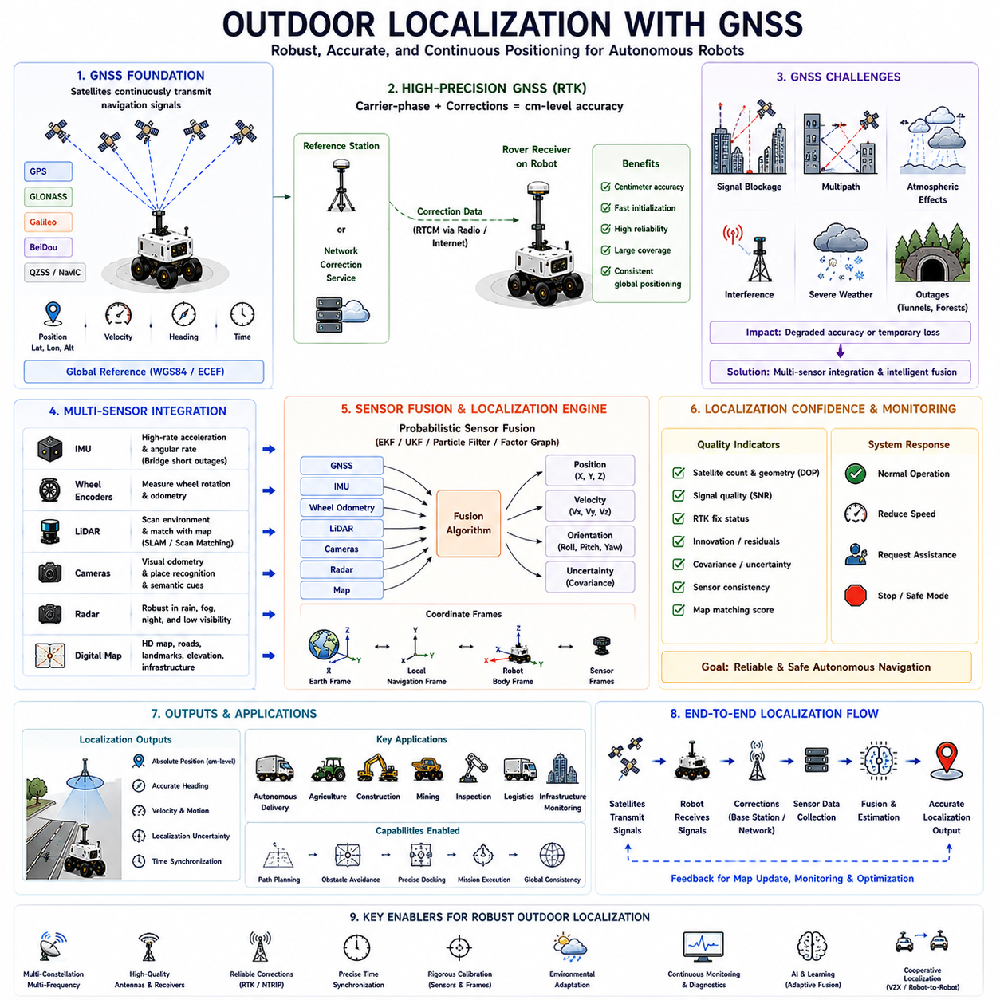 OUTDOOR LOCALIZATION WITH GNSS
Robust, Accurate, and Continuous Positioning for Autonomous Robots
1. GNSS FOUNDATION
Satellites continuously transmit
navigation signals
GPS
GLONASS
Galileo
BeiDou
QZSS / NavIC
Position
Lat, Lon, Alt
Velocity
Heading
Time
Global Reference (WGS84 / ECEF)
2. HIGH-PRECISION GNSS (RTK)
Carrier-phase + Corrections = cm-level accuracy
Reference Station
or
Network
Correction
Service
Correction Data
(RTCM via Radio /
Internet)
Rover Receiver
on Robot
Benefits
Centimeter accuracy
Fast initialization
High reliability
Large coverage
Consistent
global positioning
3. GNSS CHALLENGES
Signal Blockage
Multipath
Atmospheric
Effects
Interference
Severe Weather
Outages
(Tunnels, Forests)
Impact: Degraded accuracy or temporary loss
Solution: Multi-sensor integration & intelligent fusion
4. MULTI-SENSOR INTEGRATION
IMU
High-rate acceleration
& angular rate
(Bridge short outages)
Wheel
Encoders
Measure wheel rotation
& odometry
LiDAR
Scan environment
& match with map
(SLAM / Scan Matching)
Cameras
Visual odometry
& place recognition
& semantic cues
Radar
Robust in rain, fog,
night, and low visibility
Digital Map
HD map, roads,
landmarks, elevation,
infrastructure
5. SENSOR FUSION & LOCALIZATION ENGINE
Probabilistic Sensor Fusion
(EKF / UKF / Particle Filter / Factor Graph)
GNSS
IMU
Wheel Odometry
LiDAR
Cameras
Radar
Map
Fusion
Algorithm
Position
(X, Y, Z)
Velocity
(Vx, Vy, Vz)
Orientation
(Roll, Pitch, Yaw)
Uncertainty
(Covariance)
Coordinate Frames
Z
Y
X
Earth Frame
Y
X
Y
Local
Navigation Frame
Z
X
Y
Robot
Body Frame
Sensor
Frames
6. LOCALIZATION CONFIDENCE & MONITORING
Quality Indicators
Satellite count & geometry (DOP)
Signal quality (SNR)
RTK fix status
Innovation / residuals
Covariance / uncertainty
Sensor consistency
Map matching score
System Response
Normal Operation
Reduce Speed
Request Assistance
Stop / Safe Mode
Goal: Reliable & Safe Autonomous Navigation
7. OUTPUTS & APPLICATIONS
Localization Outputs
Absolute Position (cm-level)
Accurate Heading
Velocity & Motion
Localization Uncertainty
Time Synchronization
Key Applications
Autonomous
Delivery
Agriculture
Construction
Mining
Inspection
Logistics
Infrastructure
Monitoring
Capabilities Enabled
Path Planning
Obstacle Avoidance
Precise Docking
Mission Execution
Global Consistency
8. END-TO-END LOCALIZATION FLOW
Satellites
Transmit
Signals
Robot
Receives
Signals
Corrections
(Base Station /
Network)
Sensor Data
Collection
Fusion &
Estimation
Accurate
Localization
Output
Feedback for Map Update, Monitoring & Optimization
9. KEY ENABLERS FOR ROBUST OUTDOOR LOCALIZATION
Multi-Constellation
Multi-Frequency
High-Quality
Antennas & Receivers
Reliable Corrections
(RTK / NTRIP)
Precise Time
Synchronization
Rigorous Calibration
(Sensors & Frames)
Environmental
Adaptation
Continuous Monitoring
& Diagnostics
AI & Learning
(Adaptive Fusion)
Cooperative
Localization
(V2X / Robot-to-Robot)